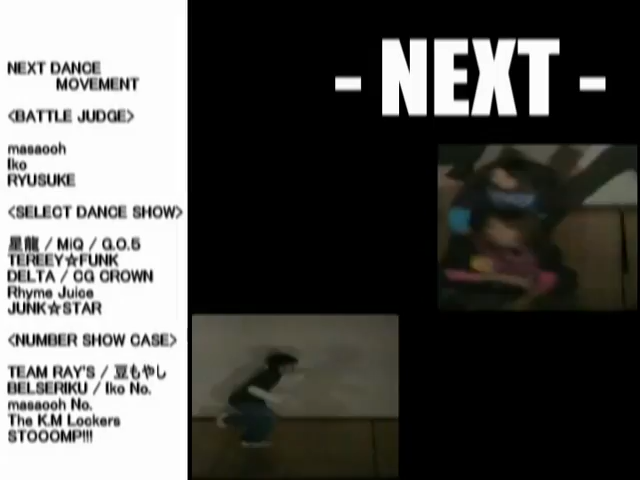 NEXT DANCE
MOVEMENT
<BATTLE JUDGE>
masaooh
Iko
RYUSUKE
<SELECT DANCE SHOW>
星龍 / MiQ / G.O.5
TEREEY☆FUNK
DELTA / CG CROWN
Rhyme Juice
JUNK☆STAR
<NUMBER SHOW CASE>
TEAM RAY'S / 豆もやし
BELSERIKU / Iko No.
masaooh No.
The K.M Lockers
STOOOMP!!!
- NEXT -